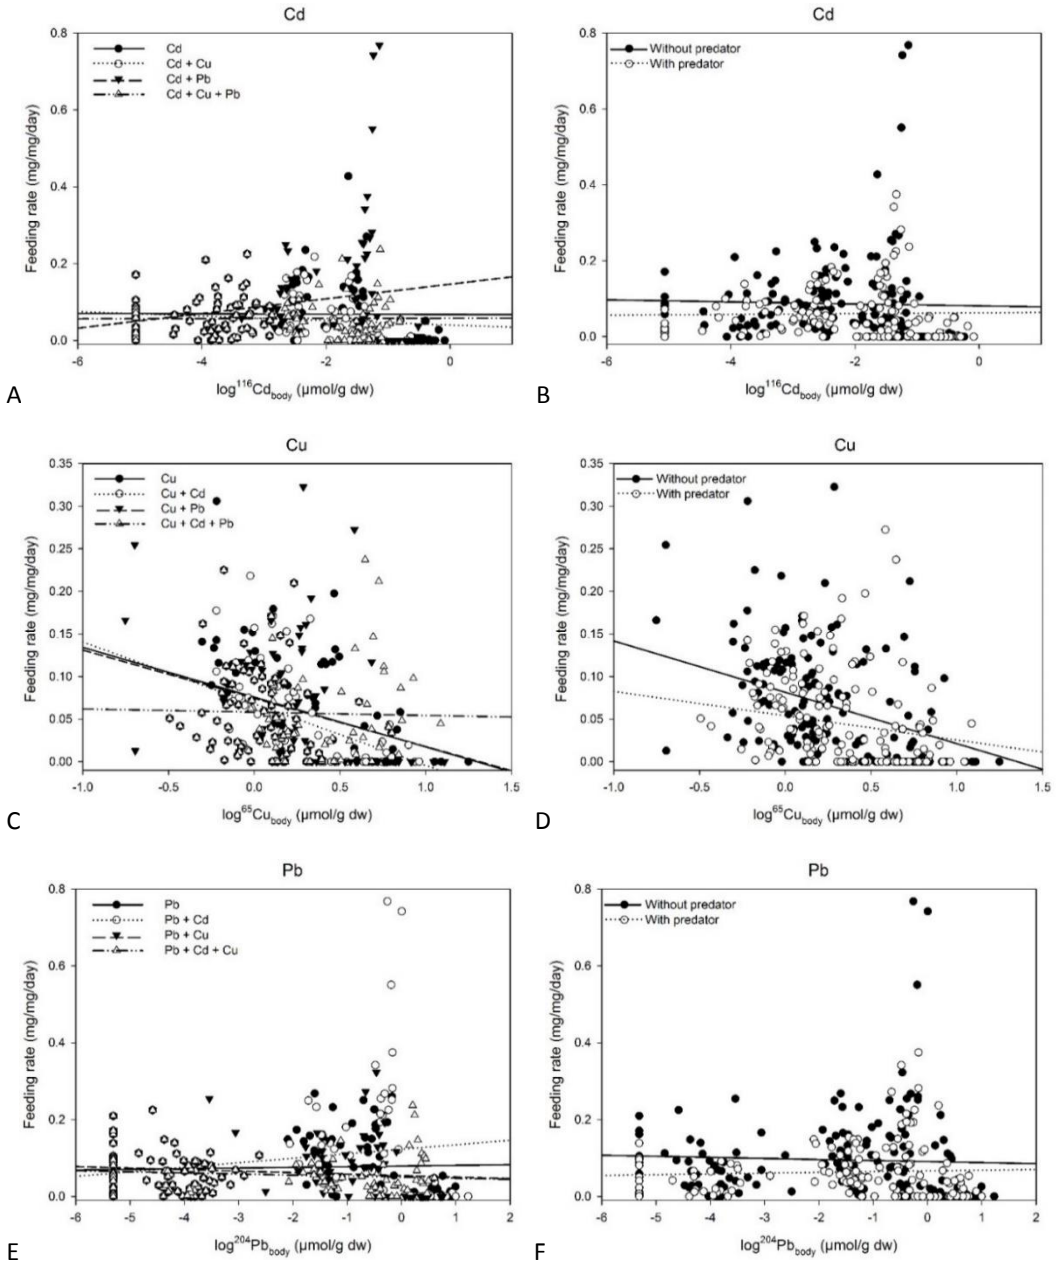 Cd
Feeding rate (mg/mg/day)
0.8
0.6
0.4
0.2
0.0
Cd
Cd + Cu
Cd + Pb
Cd + Cu + Pb
-6
-4
-2
0
log¹¹⁶Cd_body (µmol/g dw)
A
Cd
Feeding rate (mg/mg/day)
0.8
0.6
0.4
0.2
0.0
Without predator
With predator
-6
-4
-2
0
log¹¹⁶Cd_body (µmol/g dw)
B
Cu
Feeding rate (mg/mg/day)
0.35
0.30
0.25
0.20
0.15
0.10
0.05
0.00
Cu
Cu + Cd
Cu + Pb
Cu + Cd + Pb
-1.0
-0.5
0.0
0.5
1.0
1.5
log⁶⁵Cu_body (µmol/g dw)
C
Cu
Feeding rate (mg/mg/day)
0.35
0.30
0.25
0.20
0.15
0.10
0.05
0.00
Without predator
With predator
-1.0
-0.5
0.0
0.5
1.0
1.5
log⁶⁵Cu_body (µmol/g dw)
D
Pb
Feeding rate (mg/mg/day)
0.8
0.6
0.4
0.2
0.0
Pb
Pb + Cd
Pb + Cu
Pb + Cd + Cu
-6
-5
-4
-3
-2
-1
0
1
2
log²⁰⁴Pb_body (µmol/g dw)
E
Pb
Feeding rate (mg/mg/day)
0.8
0.6
0.4
0.2
0.0
Without predator
With predator
-6
-5
-4
-3
-2
-1
0
1
2
log²⁰⁴Pb_body (µmol/g dw)
F